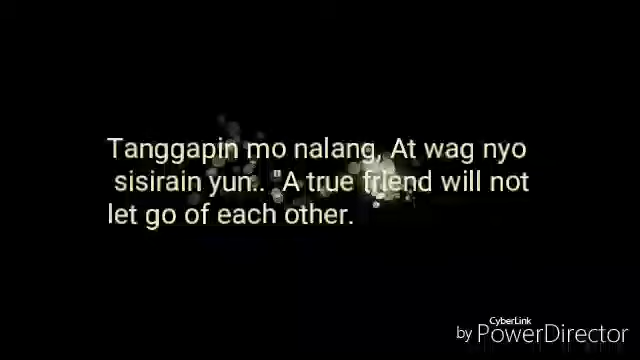 Tanggapin mo nalang, At wag nyo
sisirain yun.. "A true friend will not
let go of each other.
CyberLink
by PowerDirector